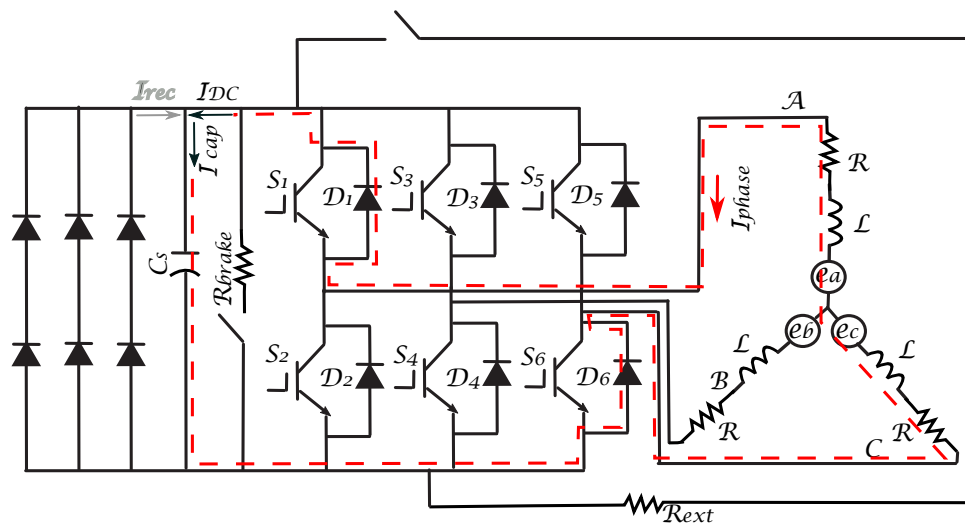 Irec
IDC
A
I cap
S1
D1
S3
D3
S5
D5
Iphase
R
L
Cs
Rbrake
ea
eb
ec
L
L
S2
D2
S4
D4
S6
D6
B
R
R
C
Rext